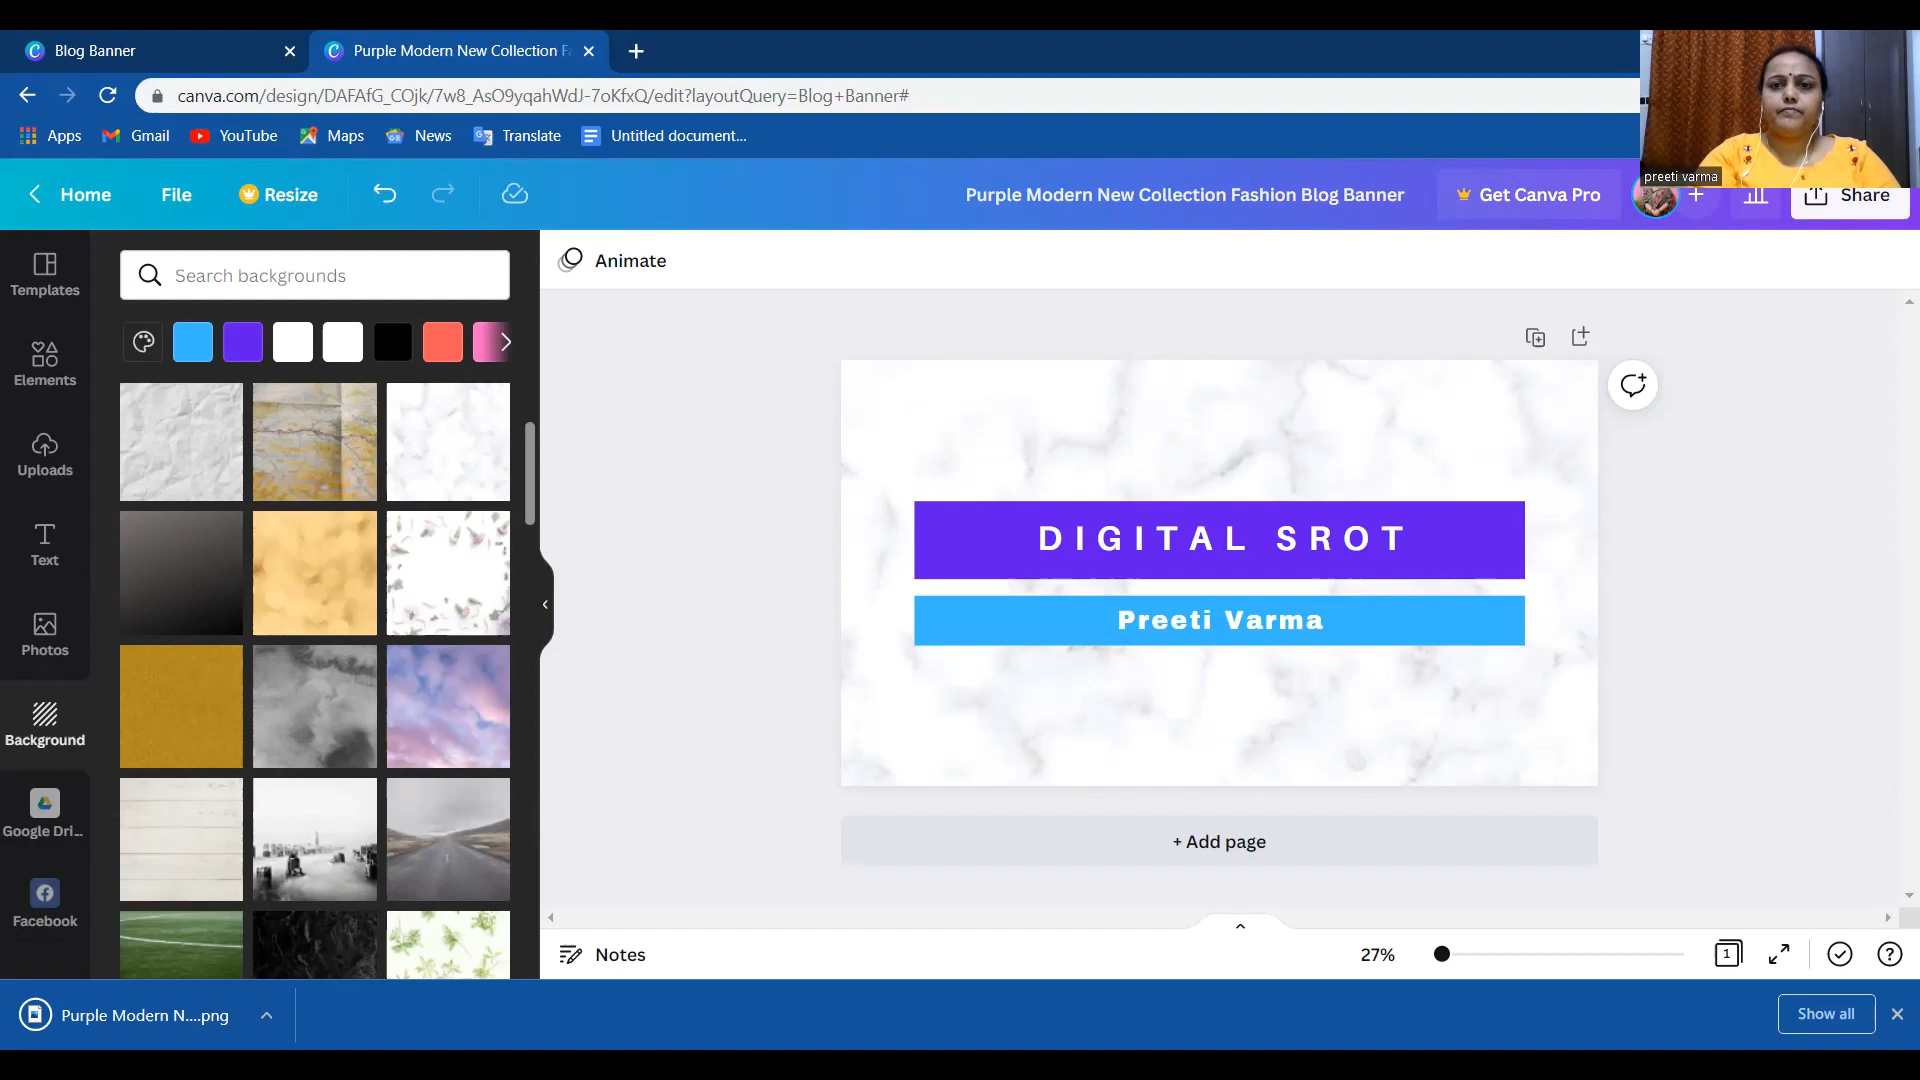 Blog Banner
Purple Modern New Collection F
canva.com/design/DAFAfG_COjk/7w8_AsO9yqahWdJ-7oKfxQ/edit?layoutQuery=Blog+Banner#
Apps
Gmail
YouTube
Maps
News
Translate
Untitled document...
preeti varma
Home
File
Resize
Purple Modern New Collection Fashion Blog Banner
Get Canva Pro
Share
Templates
Elements
Uploads
Text
Photos
Background
Google Dri...
Facebook
Search backgrounds
Animate
DIGITAL SROT
Preeti Varma
+ Add page
Notes
27%
1
Purple Modern N....png
Show all